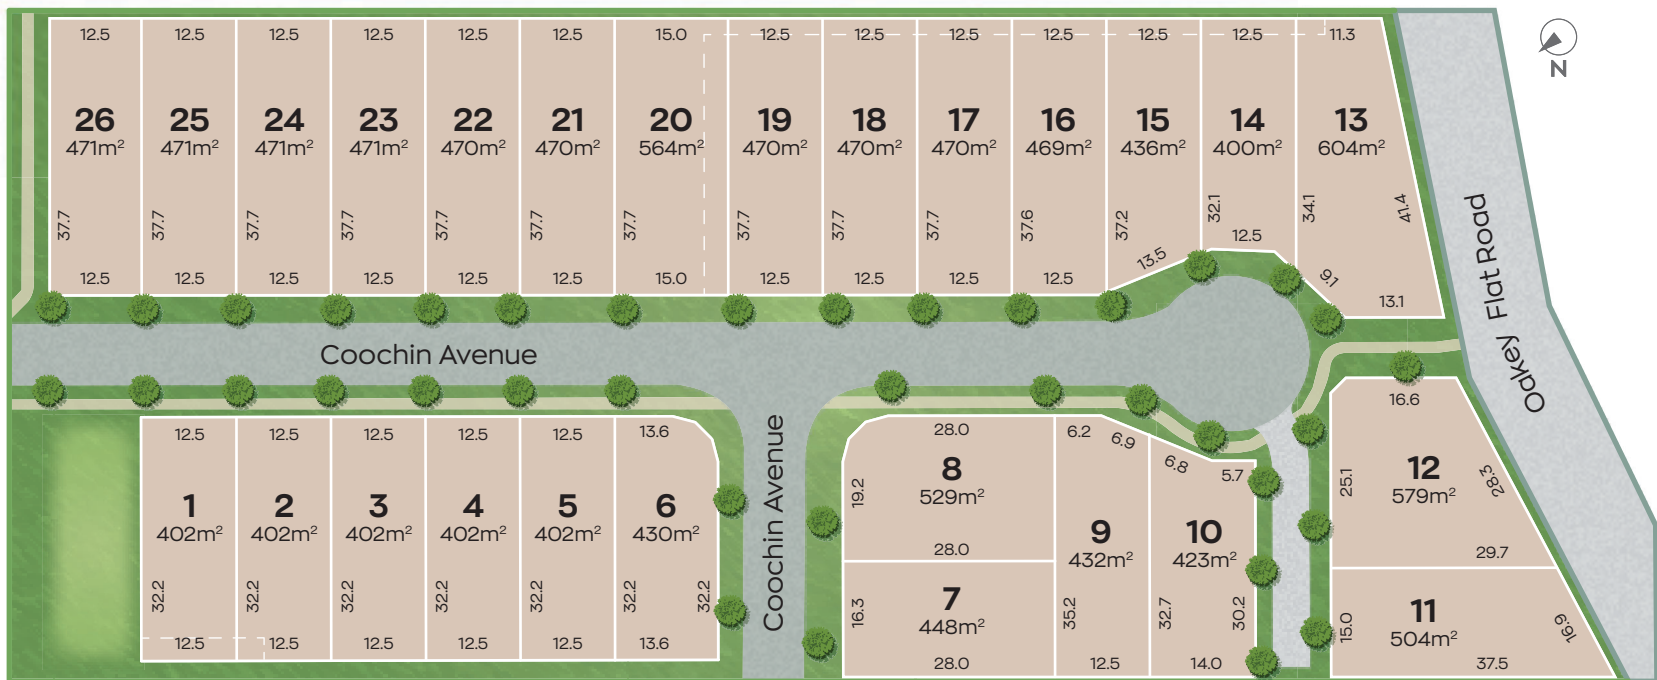 12.5 12.5 12.5 12.5 12.5 12.5 15.0 12.5 12.5 12.5 12.5 12.5 12.5 11.3
N
26 25 24 23 22 21 20 19 18 17 16 15 14 13
471m² 471m² 471m² 471m² 470m² 470m² 564m² 470m² 470m² 470m² 469m² 436m² 400m² 604m²
37.7 37.7 37.7 37.7 37.7 37.7 37.7 37.7 37.7 37.7 37.6 37.2 32.1 34.1 41.4
12.5 12.5 12.5 12.5 12.5 12.5 15.0 12.5 12.5 12.5 12.5 13.5 12.5 9.1 13.1
Oakey Flat Road
Coochin Avenue
12.5 12.5 12.5 12.5 12.5 13.6
Coochin Avenue
28.0 6.2 6.9 6.8 5.7 16.6
1 2 3 4 5 6
402m² 402m² 402m² 402m² 402m² 430m²
32.2 32.2 32.2 32.2 32.2 32.2 32.2
12.5 12.5 12.5 12.5 12.5 13.6
19.2
8
529m²
28.0
16.3
7
448m²
28.0
9
432m²
35.2
12.5
10
423m²
32.7 30.2
14.0
25.1
12
579m²
28.3
29.7
15.0
11
504m²
16.9
37.5